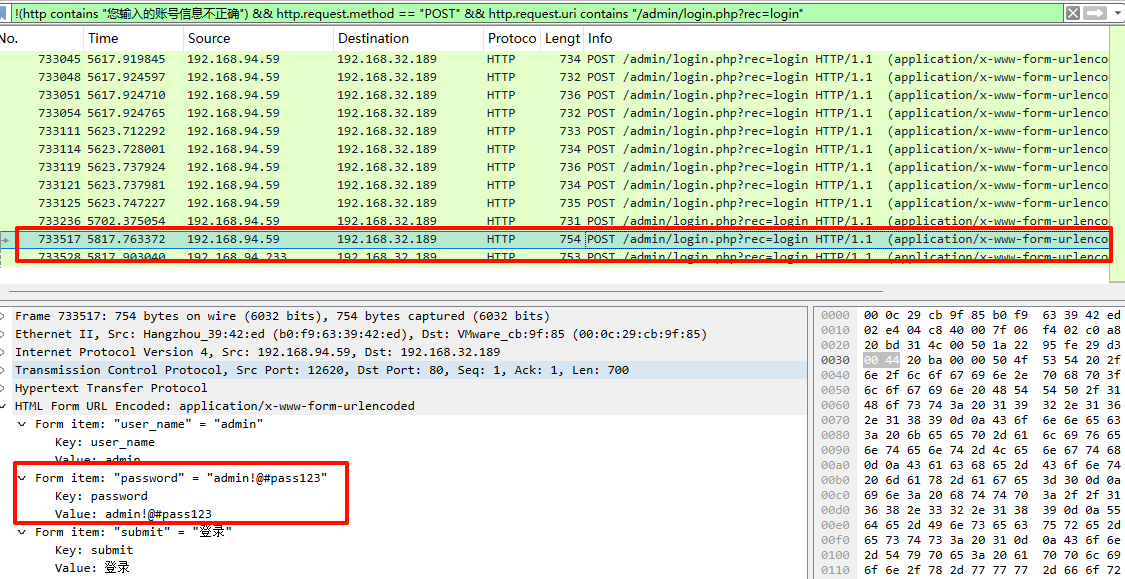 !(http contains "您输入的账号信息不正确") && http.request.method == "POST" && http.request.uri contains "/admin/login.php?rec=login"
No. Time Source Destination Protoco Lengt Info
733045 5617.919845 192.168.94.59 192.168.32.189 HTTP 734 POST /admin/login.php?rec=login HTTP/1.1 (application/x-www-form-urlenco
733048 5617.924597 192.168.94.59 192.168.32.189 HTTP 732 POST /admin/login.php?rec=login HTTP/1.1 (application/x-www-form-urlenco
733051 5617.924710 192.168.94.59 192.168.32.189 HTTP 736 POST /admin/login.php?rec=login HTTP/1.1 (application/x-www-form-urlenco
733054 5617.924765 192.168.94.59 192.168.32.189 HTTP 732 POST /admin/login.php?rec=login HTTP/1.1 (application/x-www-form-urlenco
733111 5623.712292 192.168.94.59 192.168.32.189 HTTP 733 POST /admin/login.php?rec=login HTTP/1.1 (application/x-www-form-urlenco
733114 5623.728001 192.168.94.59 192.168.32.189 HTTP 734 POST /admin/login.php?rec=login HTTP/1.1 (application/x-www-form-urlenco
733119 5623.737924 192.168.94.59 192.168.32.189 HTTP 736 POST /admin/login.php?rec=login HTTP/1.1 (application/x-www-form-urlenco
733121 5623.737981 192.168.94.59 192.168.32.189 HTTP 734 POST /admin/login.php?rec=login HTTP/1.1 (application/x-www-form-urlenco
733125 5623.747227 192.168.94.59 192.168.32.189 HTTP 735 POST /admin/login.php?rec=login HTTP/1.1 (application/x-www-form-urlenco
733236 5702.375054 192.168.94.59 192.168.32.189 HTTP 731 POST /admin/login.php?rec=login HTTP/1.1 (application/x-www-form-urlenco
733517 5817.763372 192.168.94.59 192.168.32.189 HTTP 754 POST /admin/login.php?rec=login HTTP/1.1 (application/x-www-form-urlenco
733528 5817.903040 192.168.94.233 192.168.32.189 HTTP 753 POST /admin/login.php?rec=login HTTP/1.1 (application/x-www-form-urlenco
Frame 733517: 754 bytes on wire (6032 bits), 754 bytes captured (6032 bits)
Ethernet II, Src: Hangzhou_39:42:ed (b0:f9:63:39:42:ed), Dst: VMware_cb:9f:85 (00:0c:29:cb:9f:85)
Internet Protocol Version 4, Src: 192.168.94.59, Dst: 192.168.32.189
Transmission Control Protocol, Src Port: 12620, Dst Port: 80, Seq: 1, Ack: 1, Len: 700
Hypertext Transfer Protocol
HTML Form URL Encoded: application/x-www-form-urlencoded
Form item: "user_name" = "admin"
Key: user_name
Value: admin
Form item: "password" = "admin!@#pass123"
Key: password
Value: admin!@#pass123
Form item: "submit" = "登录"
Key: submit
Value: 登录
0000 00 0c 29 cb 9f 85 b0 f9 63 39 42 ed
0010 02 e4 04 c8 40 00 7f 06 f4 02 c0 a8
0020 20 bd 31 4c 00 50 1a 22 95 fe 29 d3
0030 00 44 20 ba 00 00 50 4f 53 54 20 2f
0040 6e 2f 6c 6f 67 69 6e 2e 70 68 70 3f
0050 6c 6f 67 69 6e 20 48 54 54 50 2f 31
0060 48 6f 73 74 3a 20 31 39 32 2e 31 36
0070 2e 31 38 39 0d 0a 43 6f 6e 6e 65 63
0080 3a 20 6b 65 65 70 2d 61 6c 69 76 65
0090 6e 74 65 6e 74 2d 4c 65 6e 67 74 68
00a0 0d 0a 43 61 63 68 65 2d 43 6f 6e 74
00b0 20 6d 61 78 2d 61 67 65 3d 30 0d 0a
00c0 69 6e 3a 20 68 74 74 70 3a 2f 2f 31
00d0 36 38 2e 33 32 2e 31 38 39 0d 0a 55
00e0 64 65 2d 49 6e 73 65 63 75 72 65 2d
00f0 65 73 74 73 3a 20 31 0d 0a 43 6f 6e
0100 2d 54 79 70 65 3a 20 61 70 70 6c 69
0110 6f 6e 2f 78 2d 77 77 77 2d 66 6f 72